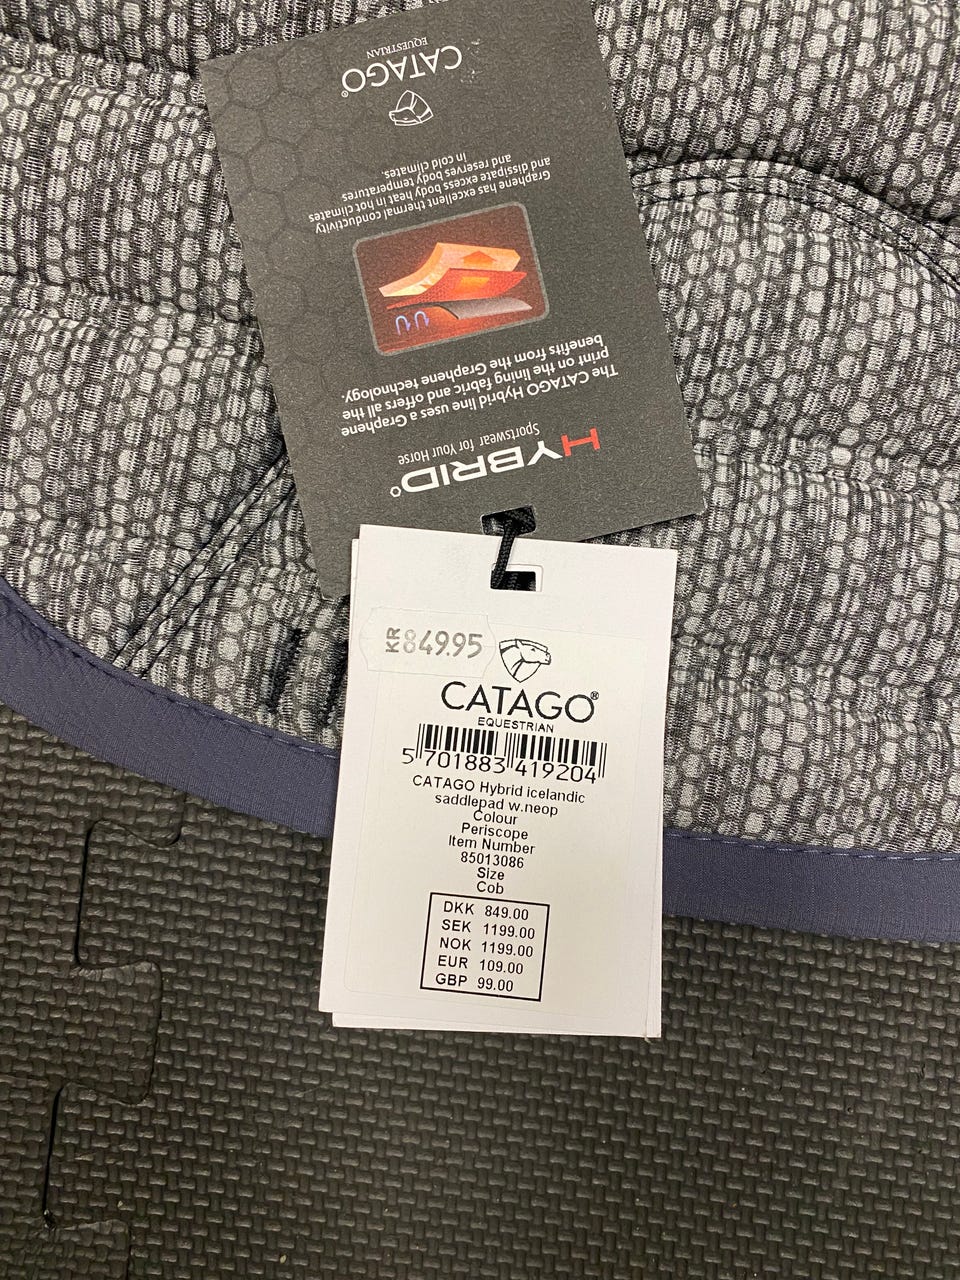 HYBRID
Sportswear for Your Horse
The CATAGO Hybrid line uses a Graphene
print on the lining fabric and offers all the
benefits from the Graphene technology.
Graphene has excellent thermal conductivity
and dissipate excess body heat in hot climates
and reserves body temperatures
in cold climates.
CATAGO®
EQUESTRIAN
KR849.95
CATAGO®
EQUESTRIAN
5 701883 419204
CATAGO Hybrid icelandic
saddlepad w.neop
Colour
Periscope
Item Number
85013086
Size
Cob
DKK 849.00
SEK 1199.00
NOK 1199.00
EUR 109.00
GBP 99.00